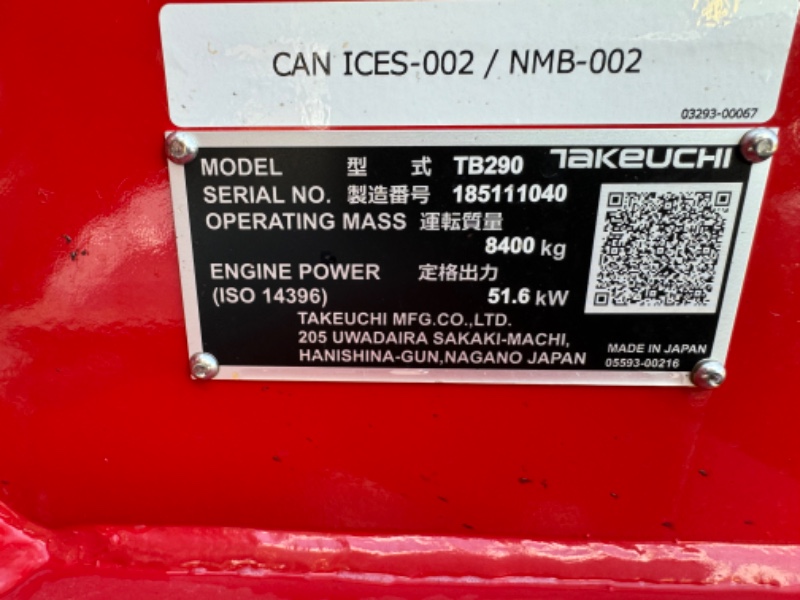 CAN ICES-002 / NMB-002
03293-00067
MODEL 型 式 TB290 TAKEUCHI
SERIAL NO. 製造番号 185111040
OPERATING MASS 運転質量
8400 kg
ENGINE POWER 定格出力
(ISO 14396) 51.6 kW
TAKEUCHI MFG.CO.,LTD.
205 UWADAIRA SAKAKI-MACHI,
HANISHINA-GUN,NAGANO JAPAN
MADE IN JAPAN
05593-00216